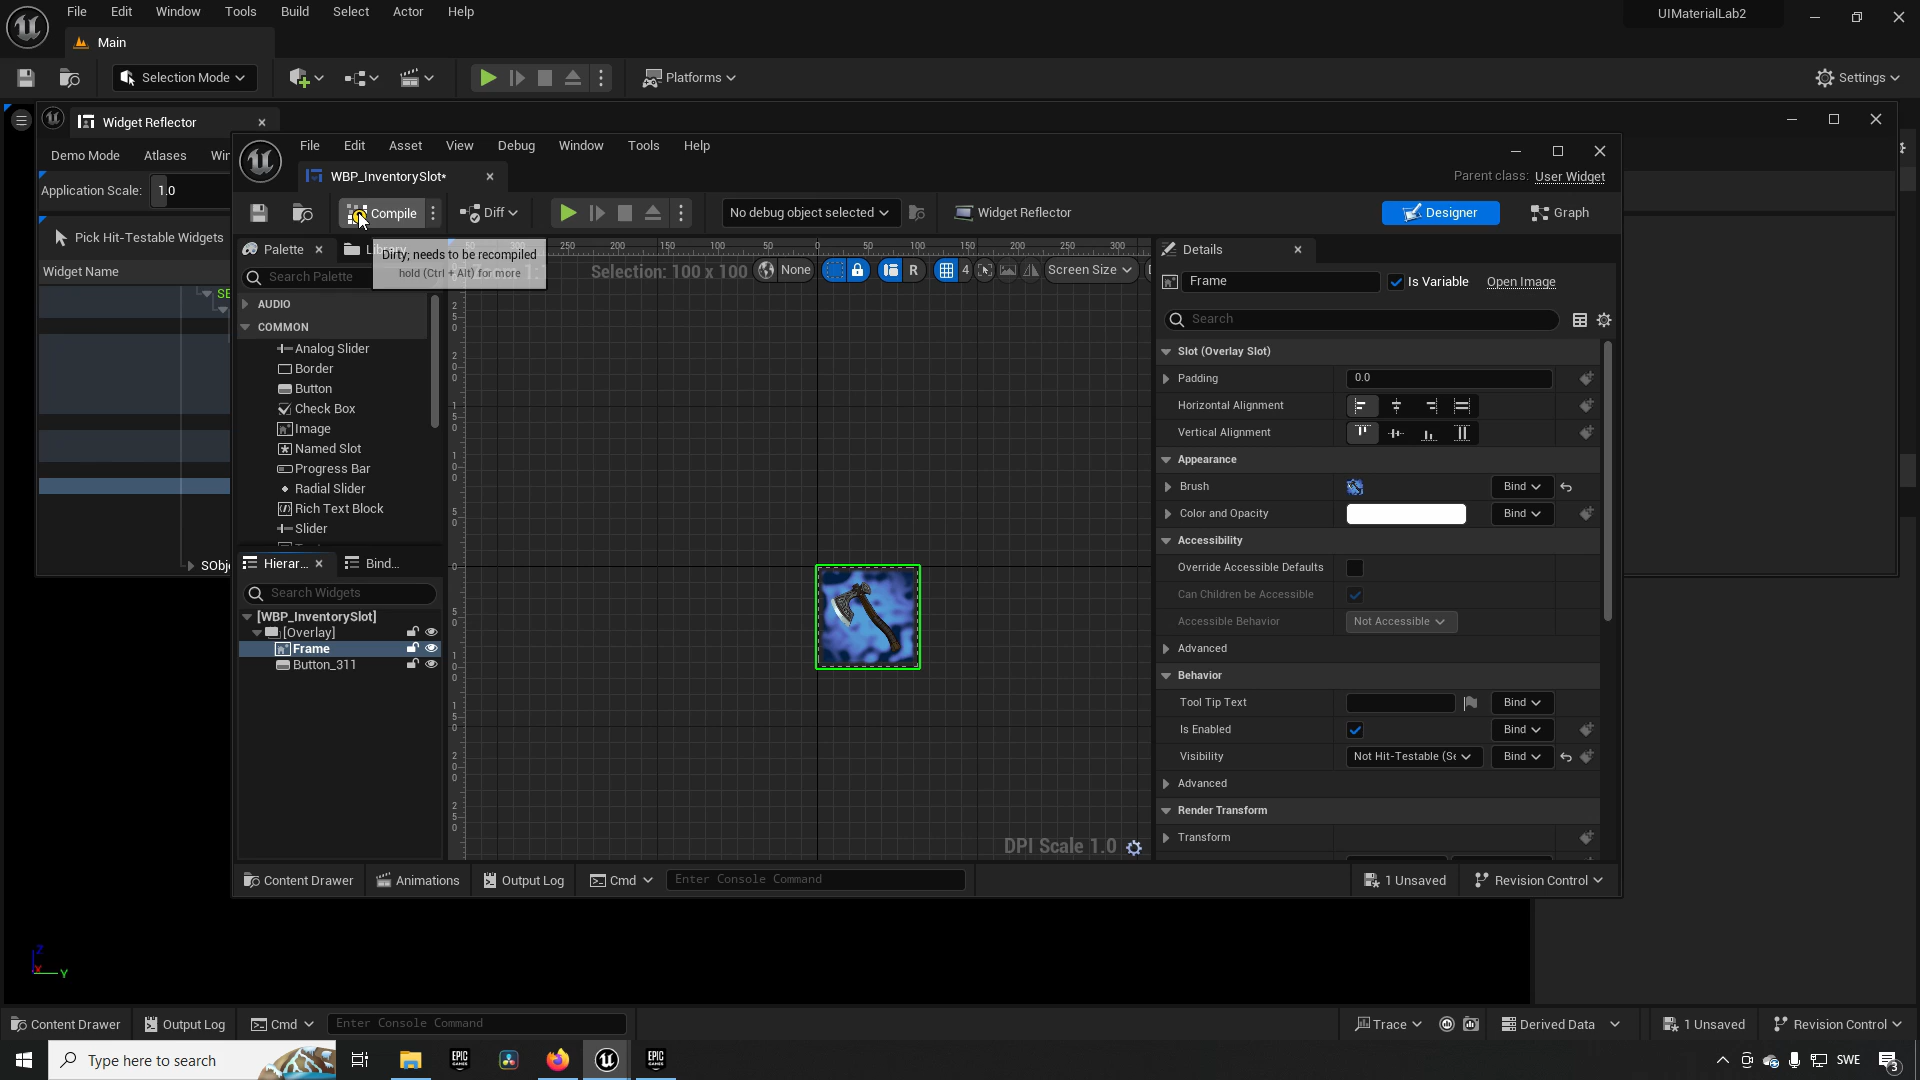 File Edit Window Tools Build Select Actor Help
UIMaterialLab2
Main
Selection Mode
Platforms
Settings
Widget Reflector
Demo Mode Atlases
Application Scale: 1.0
Pick Hit-Testable Widgets
Widget Name
File Edit Asset View Debug Window Tools Help
WBP_InventorySlot*
Parent class: User Widget
Compile
Diff
No debug object selected
Widget Reflector
Designer
Graph
Palette
Dirty; needs to be recompiled
hold (Ctrl + Alt) for more
Search Palette
AUDIO
COMMON
Analog Slider
Border
Button
Check Box
Image
Named Slot
Progress Bar
Radial Slider
Rich Text Block
Slider
Selection: 100 x 100
None
R
4
Screen Size
Hierar...
Bind...
Search Widgets
[WBP_InventorySlot]
[Overlay]
Frame
Button_311
SObje
DPI Scale 1.0
Details
Frame
Is Variable
Open Image
Search
Slot (Overlay Slot)
Padding 0.0
Horizontal Alignment
Vertical Alignment
Appearance
Brush Bind
Color and Opacity Bind
Accessibility
Override Accessible Defaults
Can Children be Accessible
Accessible Behavior Not Accessible
Advanced
Behavior
Tool Tip Text Bind
Is Enabled Bind
Visibility Not Hit-Testable (Se Bind
Advanced
Render Transform
Transform
Content Drawer Animations Output Log Cmd Enter Console Command
1 Unsaved Revision Control
Z
X
Y
Content Drawer Output Log Cmd Enter Console Command
Trace Derived Data 1 Unsaved Revision Control
Type here to search
EPIC GAMES
EPIC GAMES
SWE
3